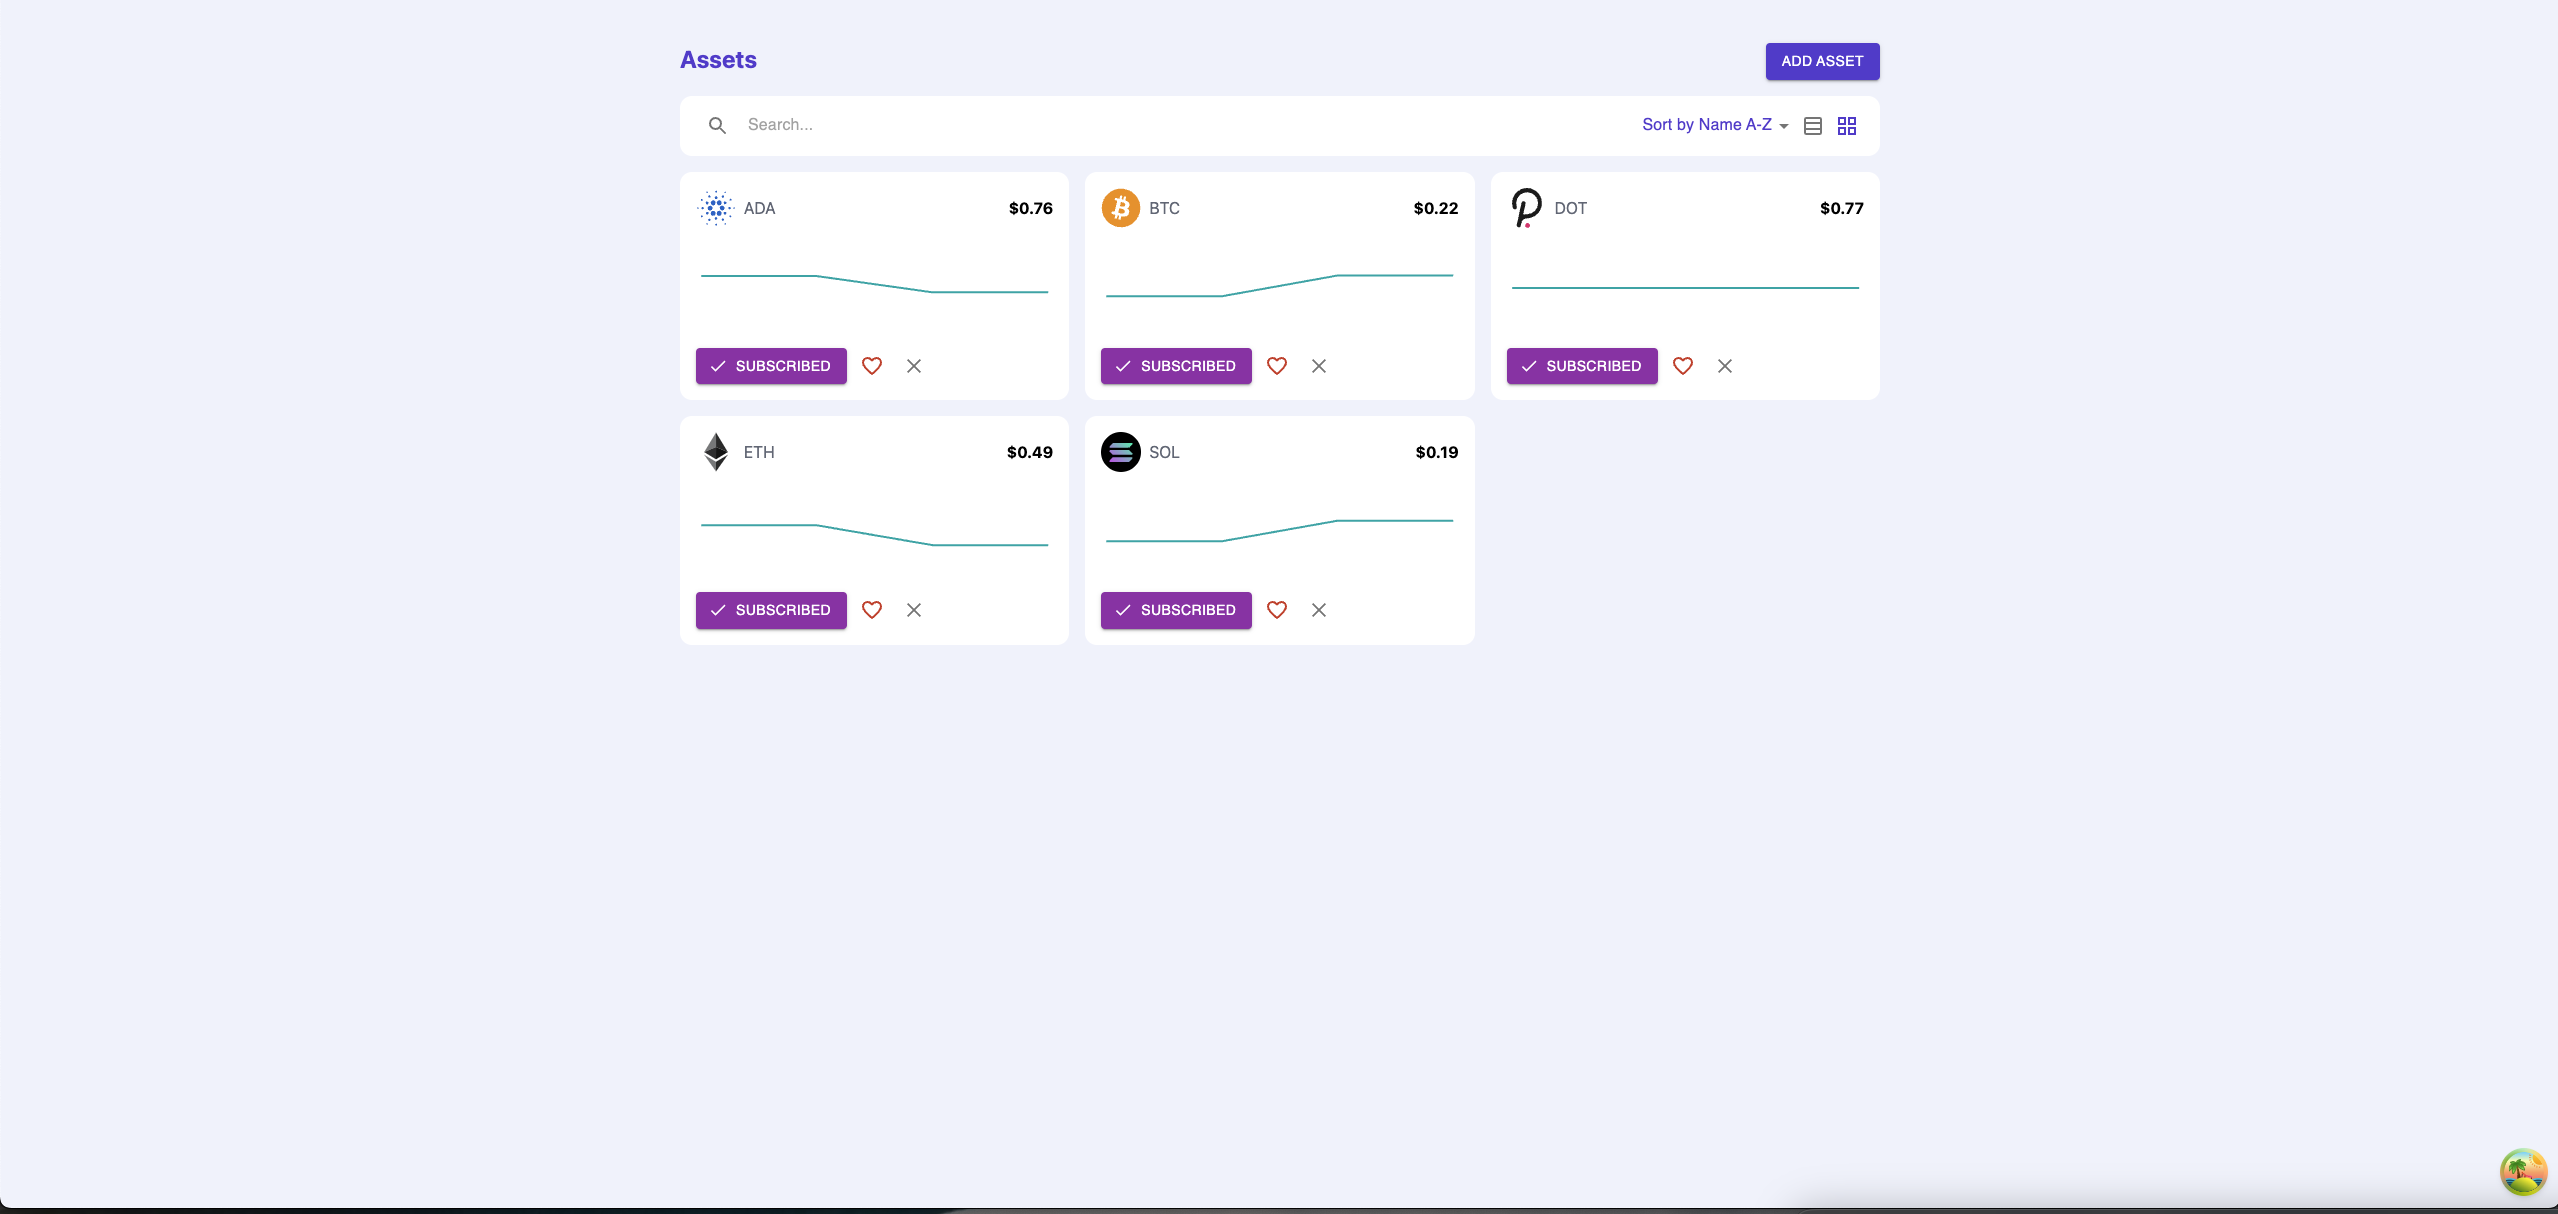 Assets
ADD ASSET
Search...
Sort by Name A-Z
ADA $0.76
BTC $0.22
DOT $0.77
SUBSCRIBED
SUBSCRIBED
SUBSCRIBED
ETH $0.49
SOL $0.19
SUBSCRIBED
SUBSCRIBED